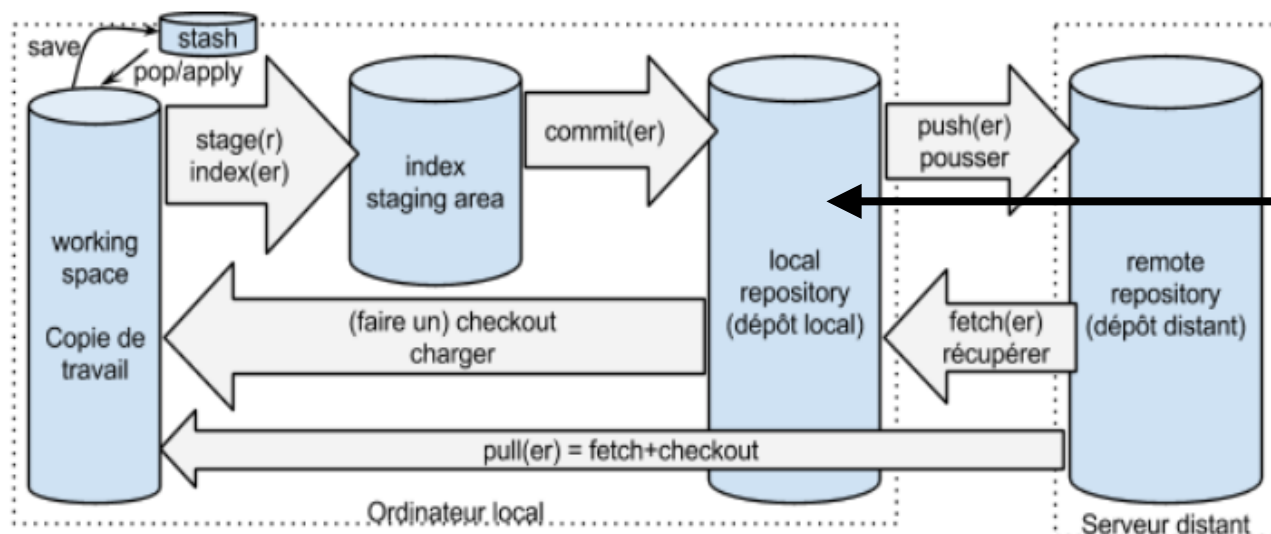 save
stash
pop/apply
stage(r)
index(er)
index
staging area
commit(er)
push(er)
pousser
working
space
Copie de
travail
(faire un) checkout
charger
local
repository
(dépôt local)
fetch(er)
récupérer
remote
repository
(dépôt distant)
pull(er) = fetch+checkout
Ordinateur local
Serveur distant